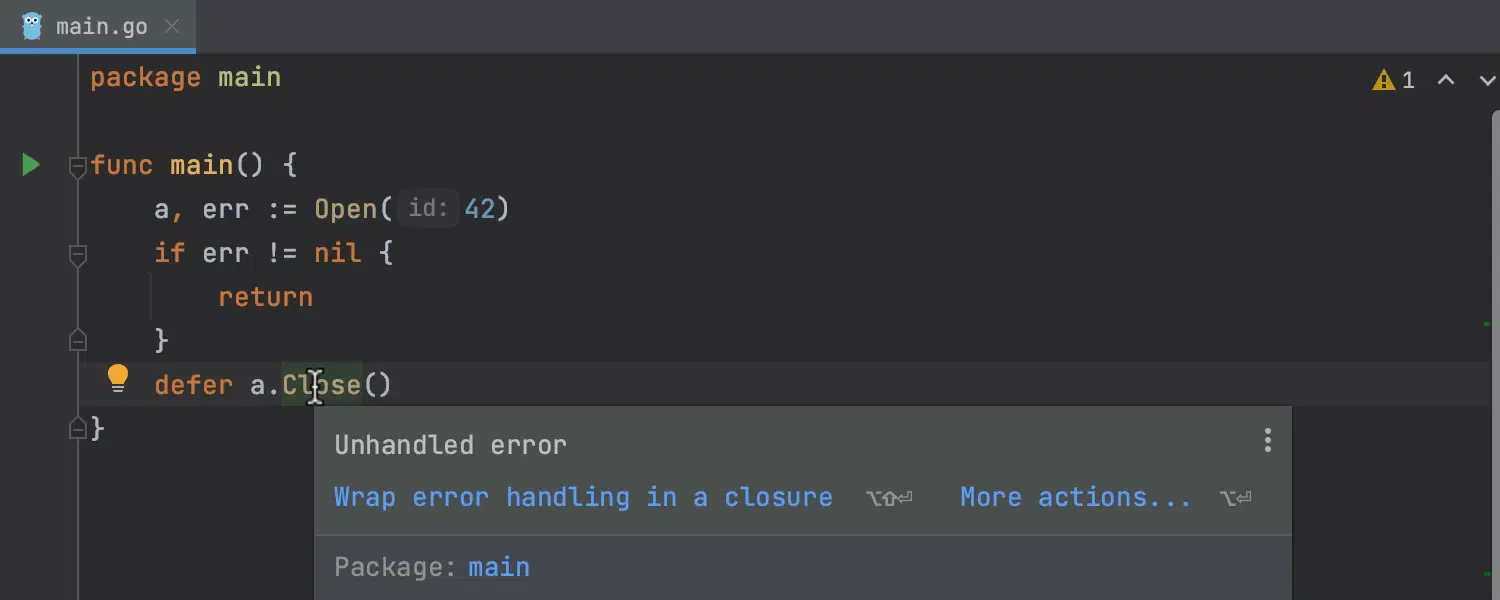 main.go
package main
1
func main() {
a, err := Open( id: 42)
if err != nil {
return
}
defer a.Close()
}
Unhandled error
Wrap error handling in a closure ⌥⇧⏎ More actions... ⌥⏎
Package: main